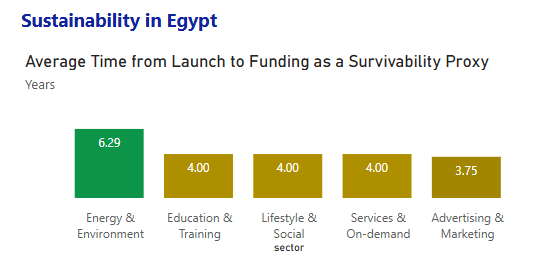 Sustainability in Egypt
Average Time from Launch to Funding as a Survivability Proxy
Years
6.29
4.00
4.00
4.00
3.75
Energy &
Environment
Education &
Training
Lifestyle &
Social
Services &
On-demand
Advertising &
Marketing
sector